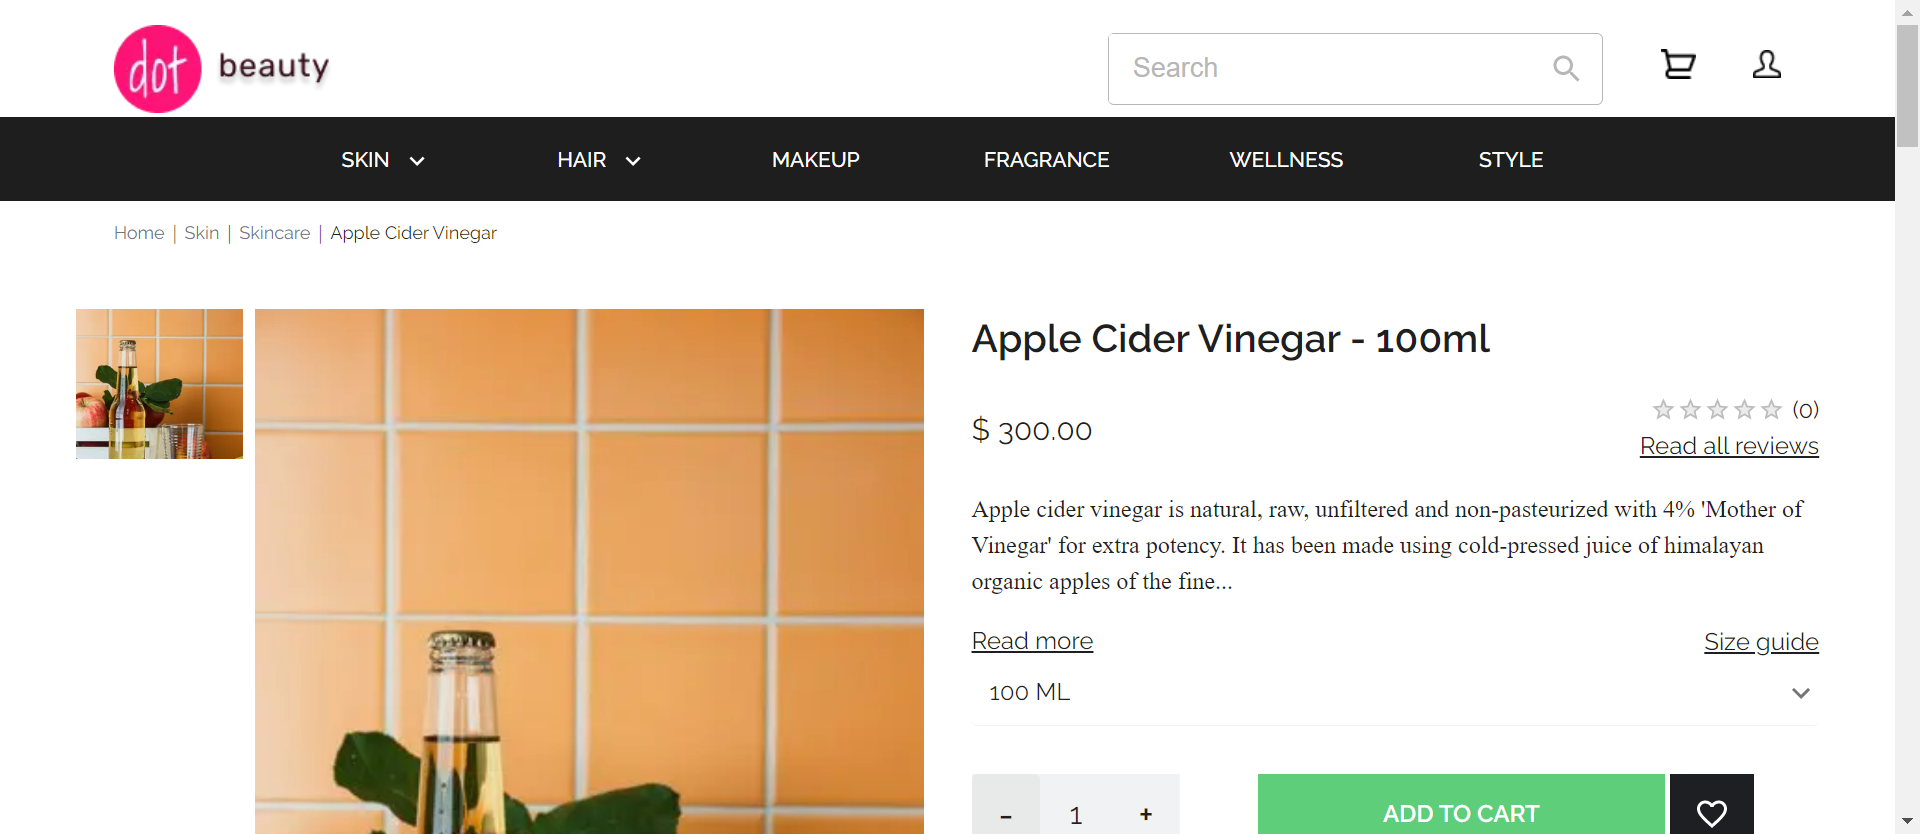 dot beauty
Search
SKIN
HAIR
MAKEUP
FRAGRANCE
WELLNESS
STYLE
Home | Skin | Skincare | Apple Cider Vinegar
Apple Cider Vinegar - 100ml
$ 300.00
(0)
Read all reviews
Apple cider vinegar is natural, raw, unfiltered and non-pasteurized with 4% 'Mother of
Vinegar' for extra potency. It has been made using cold-pressed juice of himalayan
organic apples of the fine...
Read more
Size guide
100 ML
- 1 +
ADD TO CART